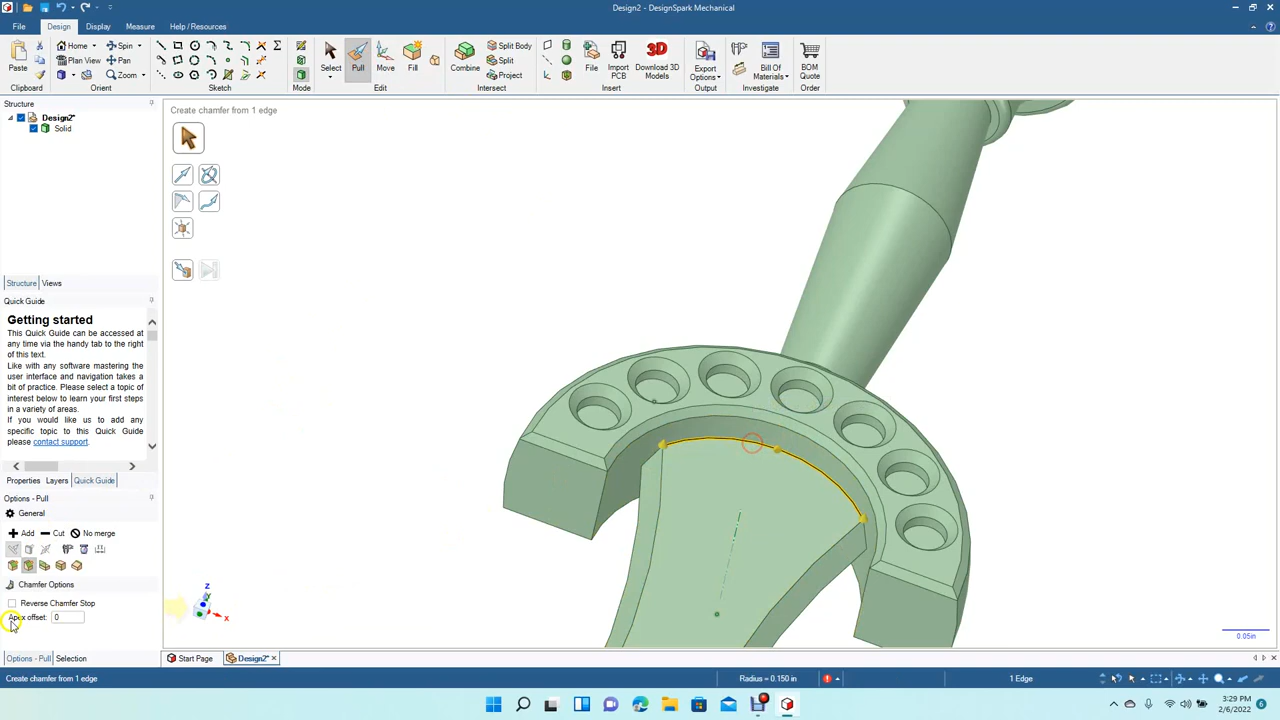 Design2 - DesignSpark Mechanical
File Design Display Measure Help / Resources
Paste
Clipboard
Home Spin
Plan View Pan
Zoom
Orient
Sketch
Mode
Select Pull Move Fill
Edit
Combine
Split Body
Split
Project
Intersect
File Import PCB Download 3D Models
3D
Insert
Export Options
Output
Bill Of Materials
Investigate
BOM Quote
Order
Structure
Design2*
Solid
Structure Views
Quick Guide
Getting started
This Quick Guide can be accessed at
any time via the handy tab to the right
of this text.
Like with any software mastering the
user interface and navigation takes a
bit of practice. Please select a topic of
interest below to learn your first steps
in a variety of areas.
If you would like us to add any
specific topic to this Quick Guide
please contact support.
Properties Layers Quick Guide
Options - Pull
General
Add Cut No merge
Chamfer Options
Reverse Chamfer Stop
Apex offset: 0
Options - Pull Selection
Create chamfer from 1 edge
Z
Y
X
0.05in
Start Page Design2*
Create chamfer from 1 edge
Radius = 0.150 in
1 Edge
3:29 PM
2/6/2022
6